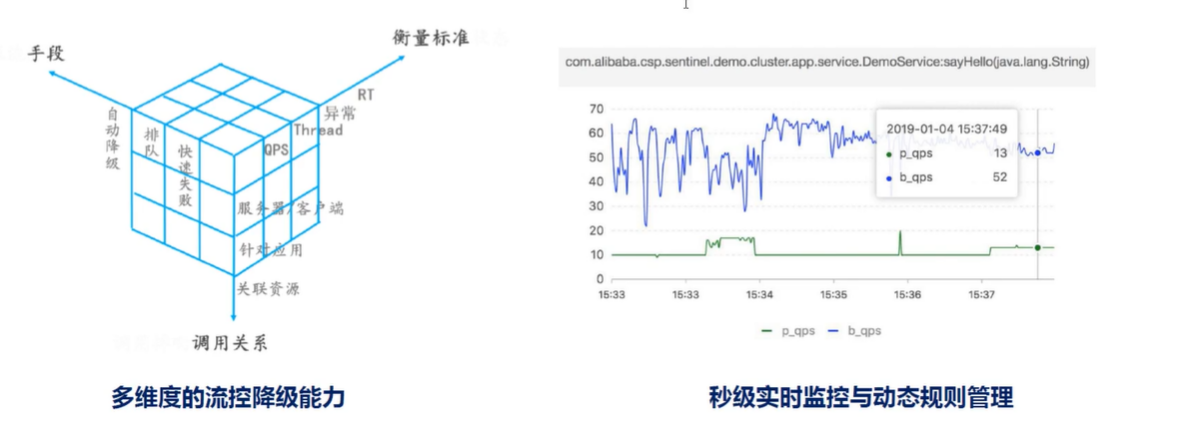 手段
衡量标准
RT
异常
Thread
QPS
自动降级
排队
快速失败
服务器/客户端
针对应用
关联资源
调用关系
多维度的流控降级能力
com.alibaba.csp.sentinel.demo.cluster.app.service.DemoService:sayHello(java.lang.String)
70
60
50
40
30
20
10
0
2019-01-04 15:37:49
p_qps 13
b_qps 52
15:33 15:33 15:34 15:35 15:36 15:37
p_qps b_qps
秒级实时监控与动态规则管理